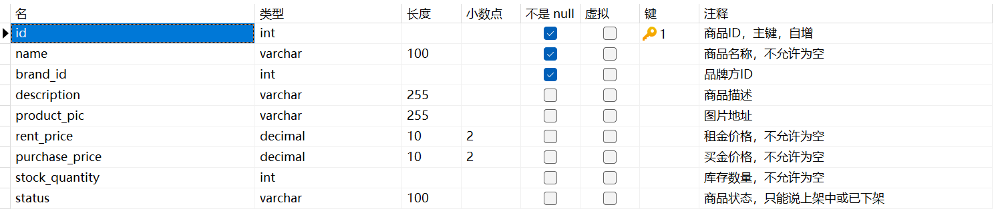 名 类型 长度 小数点 不是 null 虚拟 键 注释
id int 1 商品ID，主键，自增
name varchar 100 商品名称，不允许为空
brand_id int 品牌方ID
description varchar 255 商品描述
product_pic varchar 255 图片地址
rent_price decimal 10 2 租金价格，不允许为空
purchase_price decimal 10 2 买金价格，不允许为空
stock_quantity int 库存数量，不允许为空
status varchar 100 商品状态，只能说上架中或已下架